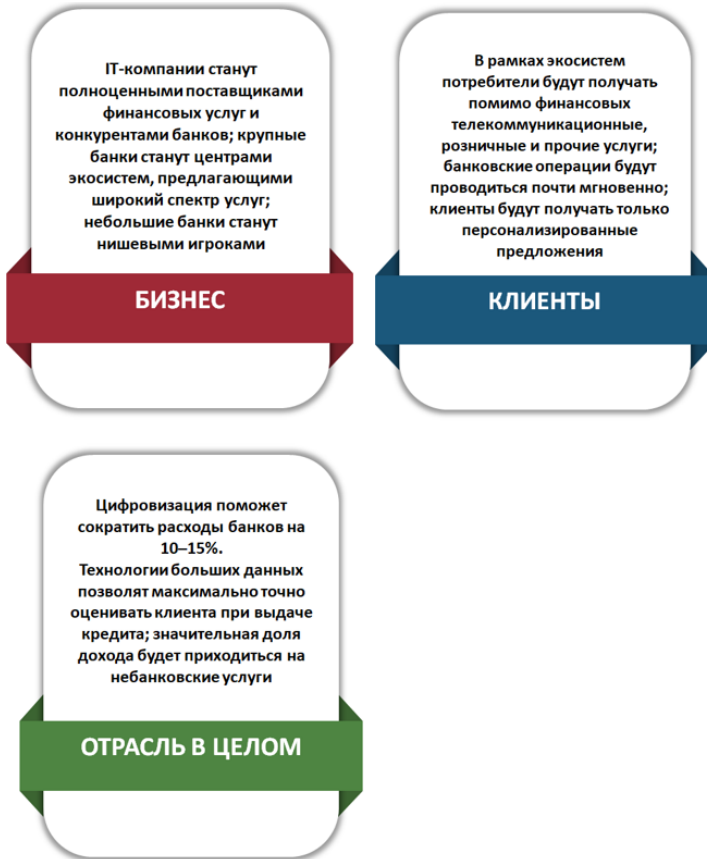 IT-компании станут
полноценными поставщиками
финансовых услуг и
конкурентами банков; крупные
банки станут центрами
экосистем, предлагающими
широкий спектр услуг;
небольшие банки станут
нишевыми игроками
БИЗНЕС
В рамках экосистем
потребители будут получать
помимо финансовых
телекоммуникационные,
розничные и прочие услуги;
банковские операции будут
проводиться почти мгновенно;
клиенты будут получать только
персонализированные
предложения
КЛИЕНТЫ
Цифровизация поможет
сократить расходы банков на
10–15%.
Технологии больших данных
позволят максимально точно
оценивать клиента при выдаче
кредита; значительная доля
дохода будет приходиться на
небанковские услуги
ОТРАСЛЬ В ЦЕЛОМ